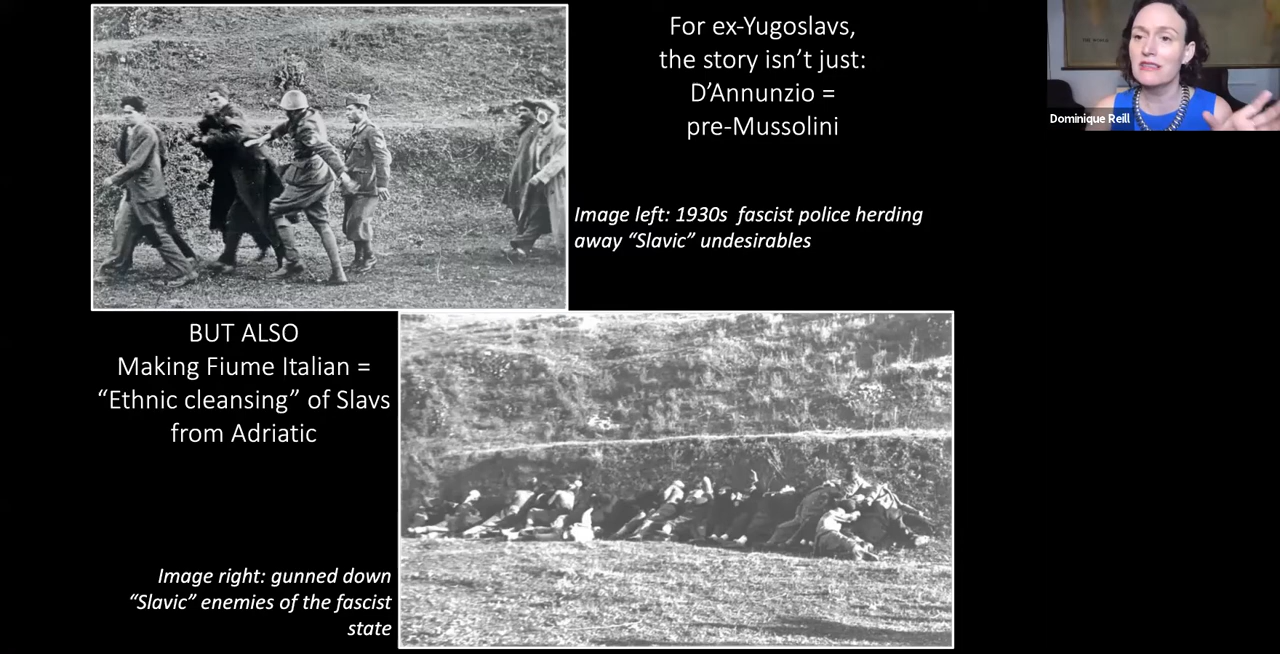 For ex-Yugoslavs,
the story isn’t just:
D’Annunzio =
pre-Mussolini
Dominique Reill
Image left: 1930s fascist police herding
away “Slavic” undesirables
BUT ALSO
Making Fiume Italian =
“Ethnic cleansing” of Slavs
from Adriatic
Image right: gunned down
“Slavic” enemies of the fascist
state